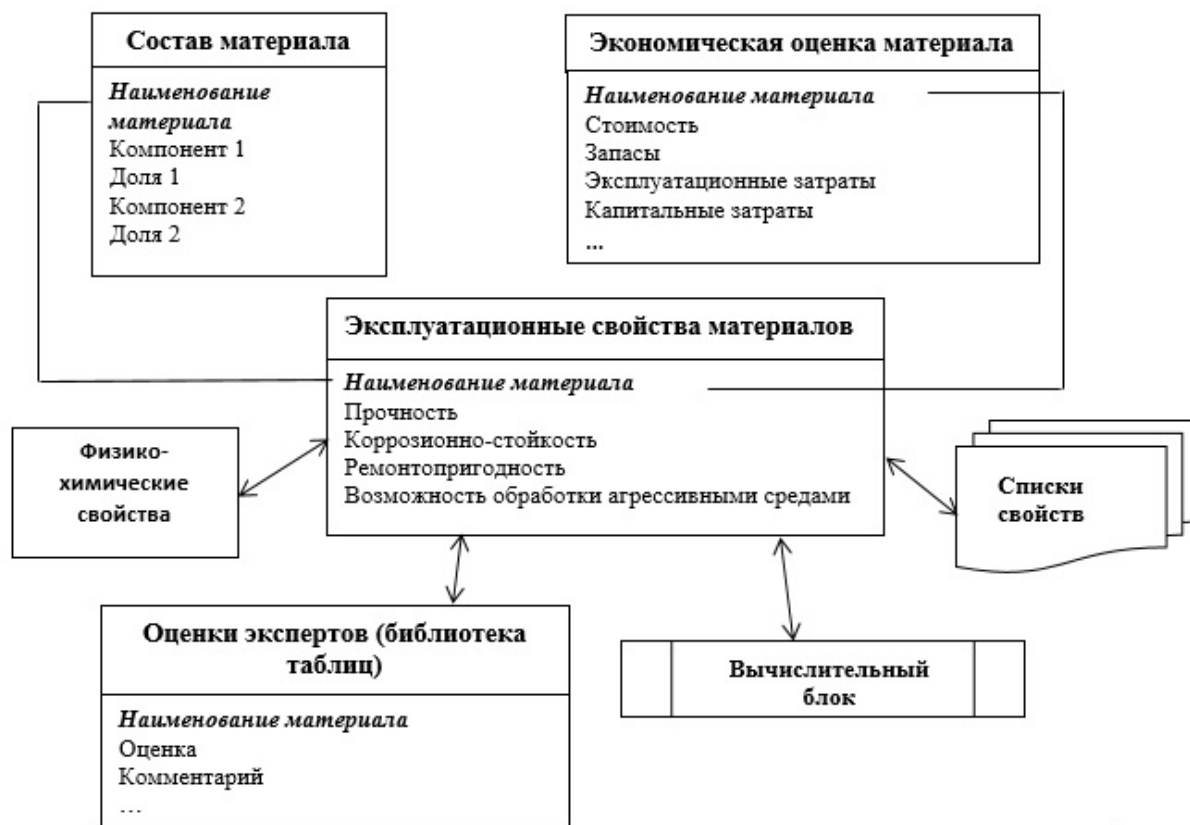 Состав материала
Наименование
материала
Компонент 1
Доля 1
Компонент 2
Доля 2
Экономическая оценка материала
Наименование материала
Стоимость
Запасы
Эксплуатационные затраты
Капитальные затраты
...
Эксплуатационные свойства материалов
Наименование материала
Прочность
Коррозионно-стойкость
Ремонтопригодность
Возможность обработки агрессивными средами
Физико-
химические
свойства
Списки
свойств
Оценки экспертов (библиотека
таблиц)
Наименование материала
Оценка
Комментарий
...
Вычислительный
блок